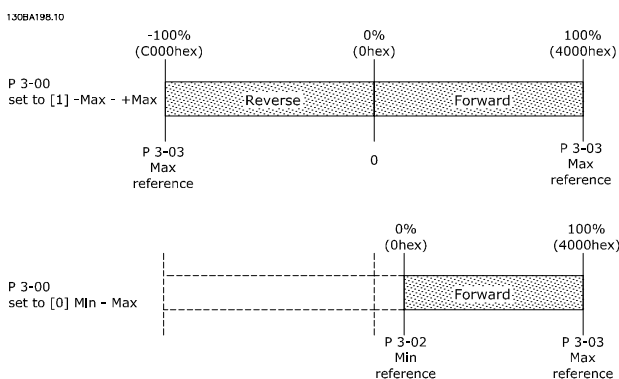 130BA198.10
-100%
(C000hex)
0%
(0hex)
100%
(4000hex)
P 3-00
set to [1] -Max - +Max
Reverse
Forward
P 3-03
Max
reference
0
P 3-03
Max
reference
0%
(0hex)
100%
(4000hex)
P 3-00
set to [0] MIn - Max
Forward
P 3-02
Min
reference
P 3-03
Max
reference